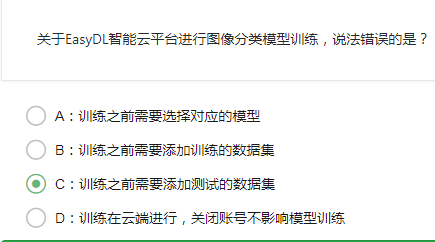 关于EasyDL智能云平台进行图像分类模型训练，说法错误的是？
A：训练之前需要选择对应的模型
B：训练之前需要添加训练的数据集
C：训练之前需要添加测试的数据集
D：训练在云端进行，关闭账号不影响模型训练